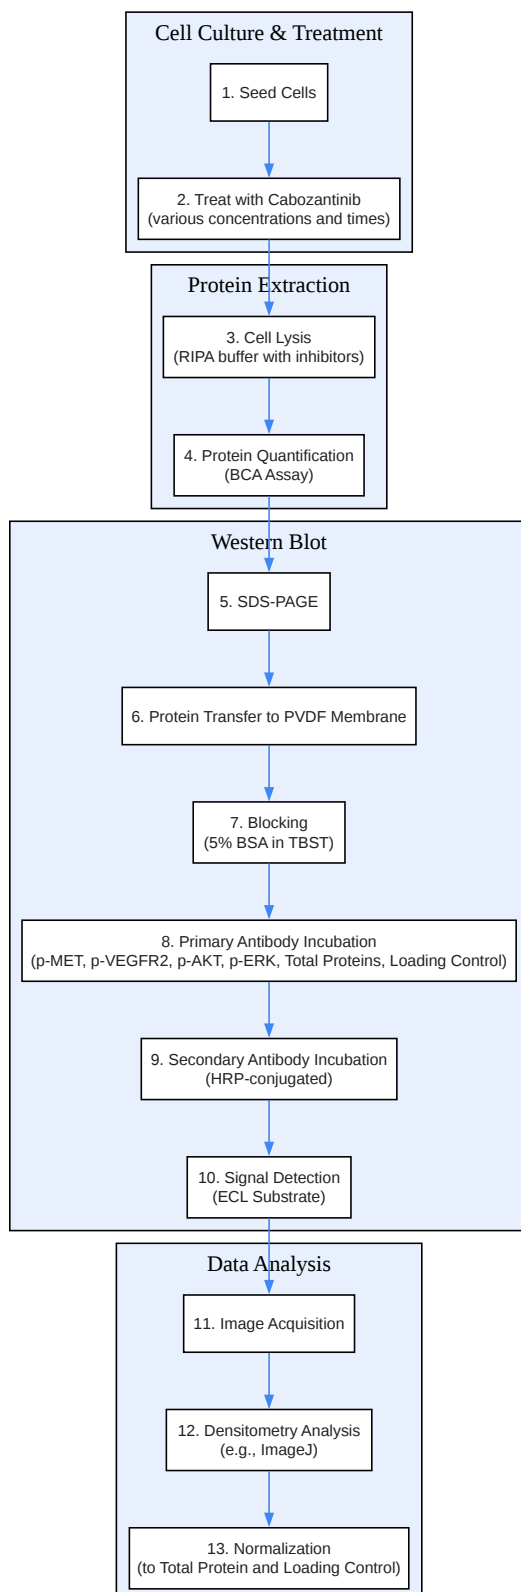 Cell Culture & Treatment
1. Seed Cells
2. Treat with Cabozantinib
(various concentrations and times)
Protein Extraction
3. Cell Lysis
(RIPA buffer with inhibitors)
4. Protein Quantification
(BCA Assay)
Western Blot
5. SDS-PAGE
6. Protein Transfer to PVDF Membrane
7. Blocking
(5% BSA in TBST)
8. Primary Antibody Incubation
(p-MET, p-VEGFR2, p-AKT, p-ERK, Total Proteins, Loading Control)
9. Secondary Antibody Incubation
(HRP-conjugated)
10. Signal Detection
(ECL Substrate)
Data Analysis
11. Image Acquisition
12. Densitometry Analysis
(e.g., ImageJ)
13. Normalization
(to Total Protein and Loading Control)